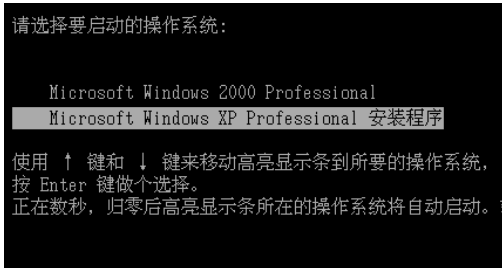 请选择要启动的操作系统:
Microsoft Windows 2000 Professional
Microsoft Windows XP Professional 安装程序
使用 ↑ 键和 ↓ 键来移动高亮显示条到所要的操作系统,
按 Enter 键做个选择。
正在数秒, 归零后高亮显示条所在的操作系统将自动启动。